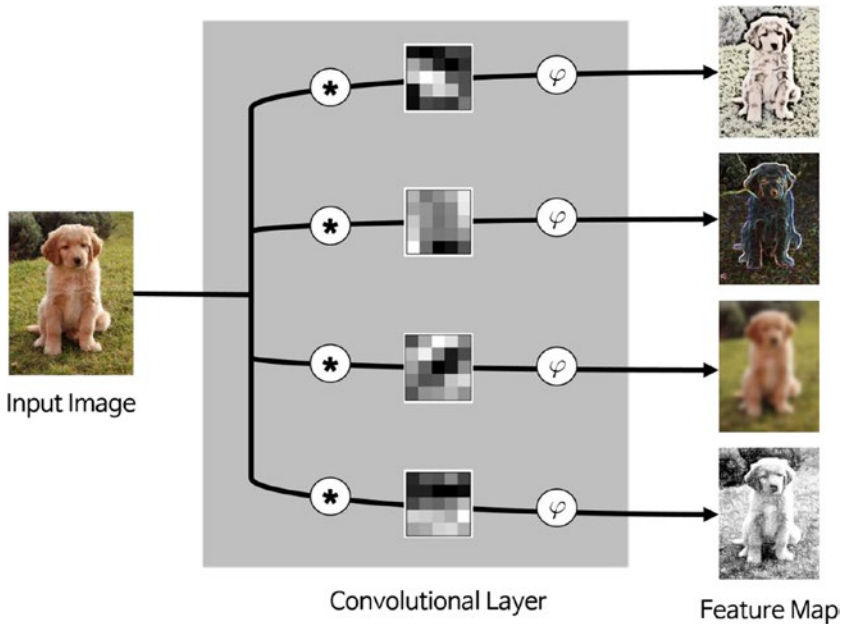 *
φ
*
φ
*
φ
*
φ
Input Image
Convolutional Layer
Feature Map